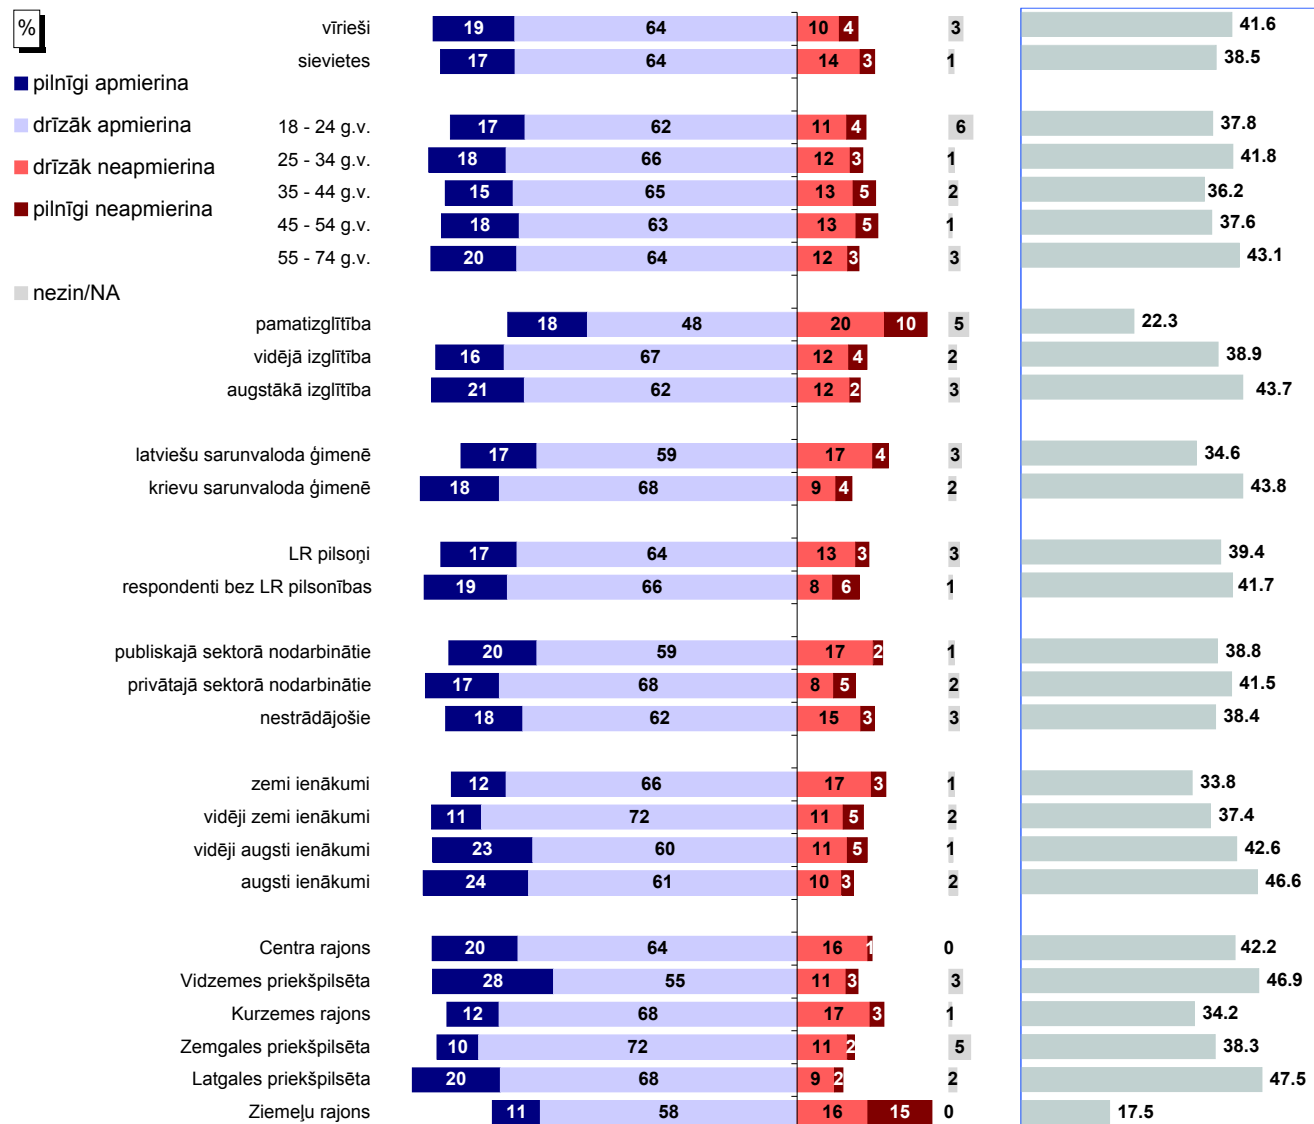 %
pilnīgi apmierina
drīzāk apmierina
drīzāk neapmierina
pilnīgi neapmierina
nezin/NA
vīrieši 19 64 10 4 3 41.6
sievietes 17 64 14 3 1 38.5
18 - 24 g.v. 17 62 11 4 6 37.8
25 - 34 g.v. 18 66 12 3 1 41.8
35 - 44 g.v. 15 65 13 5 2 36.2
45 - 54 g.v. 18 63 13 5 1 37.6
55 - 74 g.v. 20 64 12 3 3 43.1
pamatizglītība 18 48 20 10 5 22.3
vidējā izglītība 16 67 12 4 2 38.9
augstākā izglītība 21 62 12 2 3 43.7
latviešu sarunvaloda ģimenē 17 59 17 4 3 34.6
krievu sarunvaloda ģimenē 18 68 9 4 2 43.8
LR pilsoņi 17 64 13 3 3 39.4
respondenti bez LR pilsonības 19 66 8 6 1 41.7
publiskajā sektorā nodarbinātie 20 59 17 2 1 38.8
privātajā sektorā nodarbinātie 17 68 8 5 2 41.5
nestrādājošie 18 62 15 3 3 38.4
zemi ienākumi 12 66 17 3 1 33.8
vidēji zemi ienākumi 11 72 11 5 2 37.4
vidēji augsti ienākumi 23 60 11 5 1 42.6
augsti ienākumi 24 61 10 3 2 46.6
Centra rajons 20 64 16 1 0 42.2
Vidzemes priekšpilsēta 28 55 11 3 3 46.9
Kurzemes rajons 12 68 17 3 1 34.2
Zemgales priekšpilsēta 10 72 11 2 5 38.3
Latgales priekšpilsēta 20 68 9 2 2 47.5
Ziemeļu rajons 11 58 16 15 0 17.5